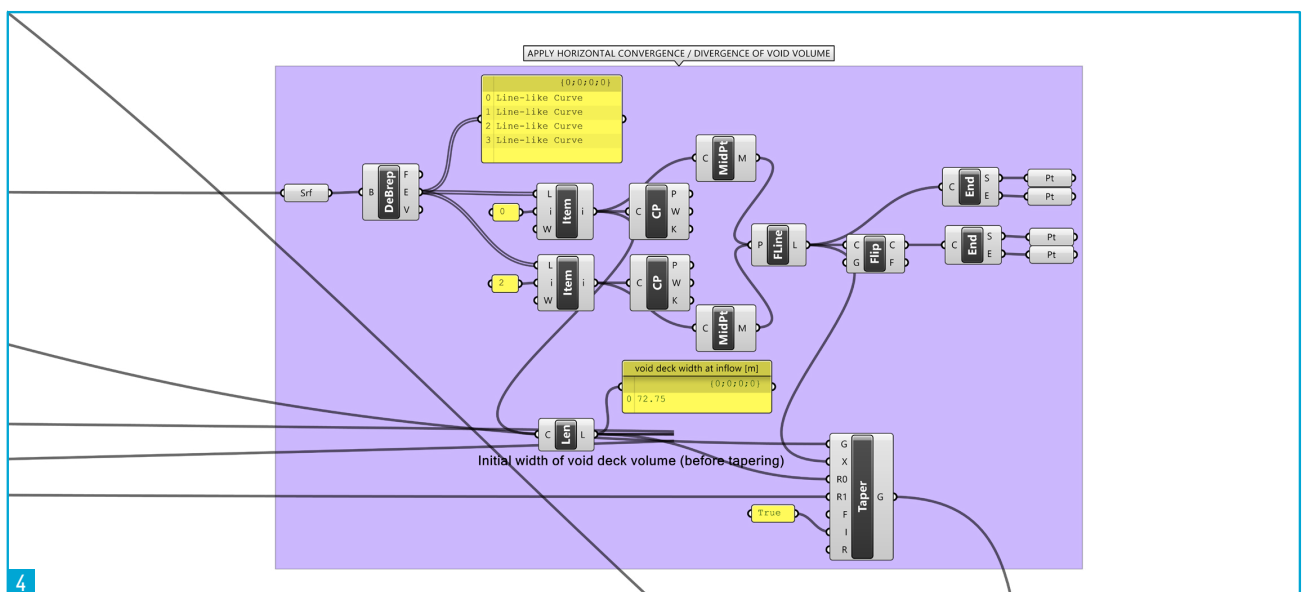 APPLY HORIZONTAL CONVERGENCE / DIVERGENCE OF VOID VOLUME
{0;0;0;0}
0 Line-like Curve
1 Line-like Curve
2 Line-like Curve
3 Line-like Curve
Srf
B
DeBrep
F
E
V
0
L
i
W
Item
i
C
CP
P
W
K
C
MidPt
M
2
L
i
W
Item
i
C
CP
P
W
K
C
MidPt
M
P
FLine
L
C
G
Flip
C
F
C
End
S
E
Pt
Pt
C
End
S
E
Pt
Pt
void deck width at inflow [m]
{0;0;0;0}
0 72.75
C
Len
L
Initial width of void deck volume (before tapering)
True
G
X
R0
R1
F
I
R
Taper
G
4